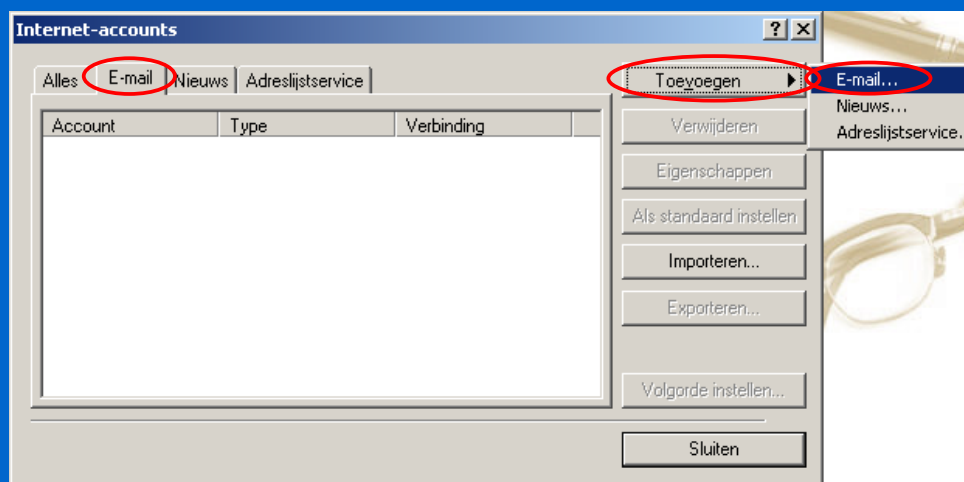 Internet-accounts
Alles E-mail Nieuws Adreslijstservice
Account Type Verbinding
Toevoegen
Verwijderen
Eigenschappen
Als standaard instellen
Importeren...
Exporteren...
Volgorde instellen...
Sluiten
E-mail...
Nieuws...
Adreslijstservice.